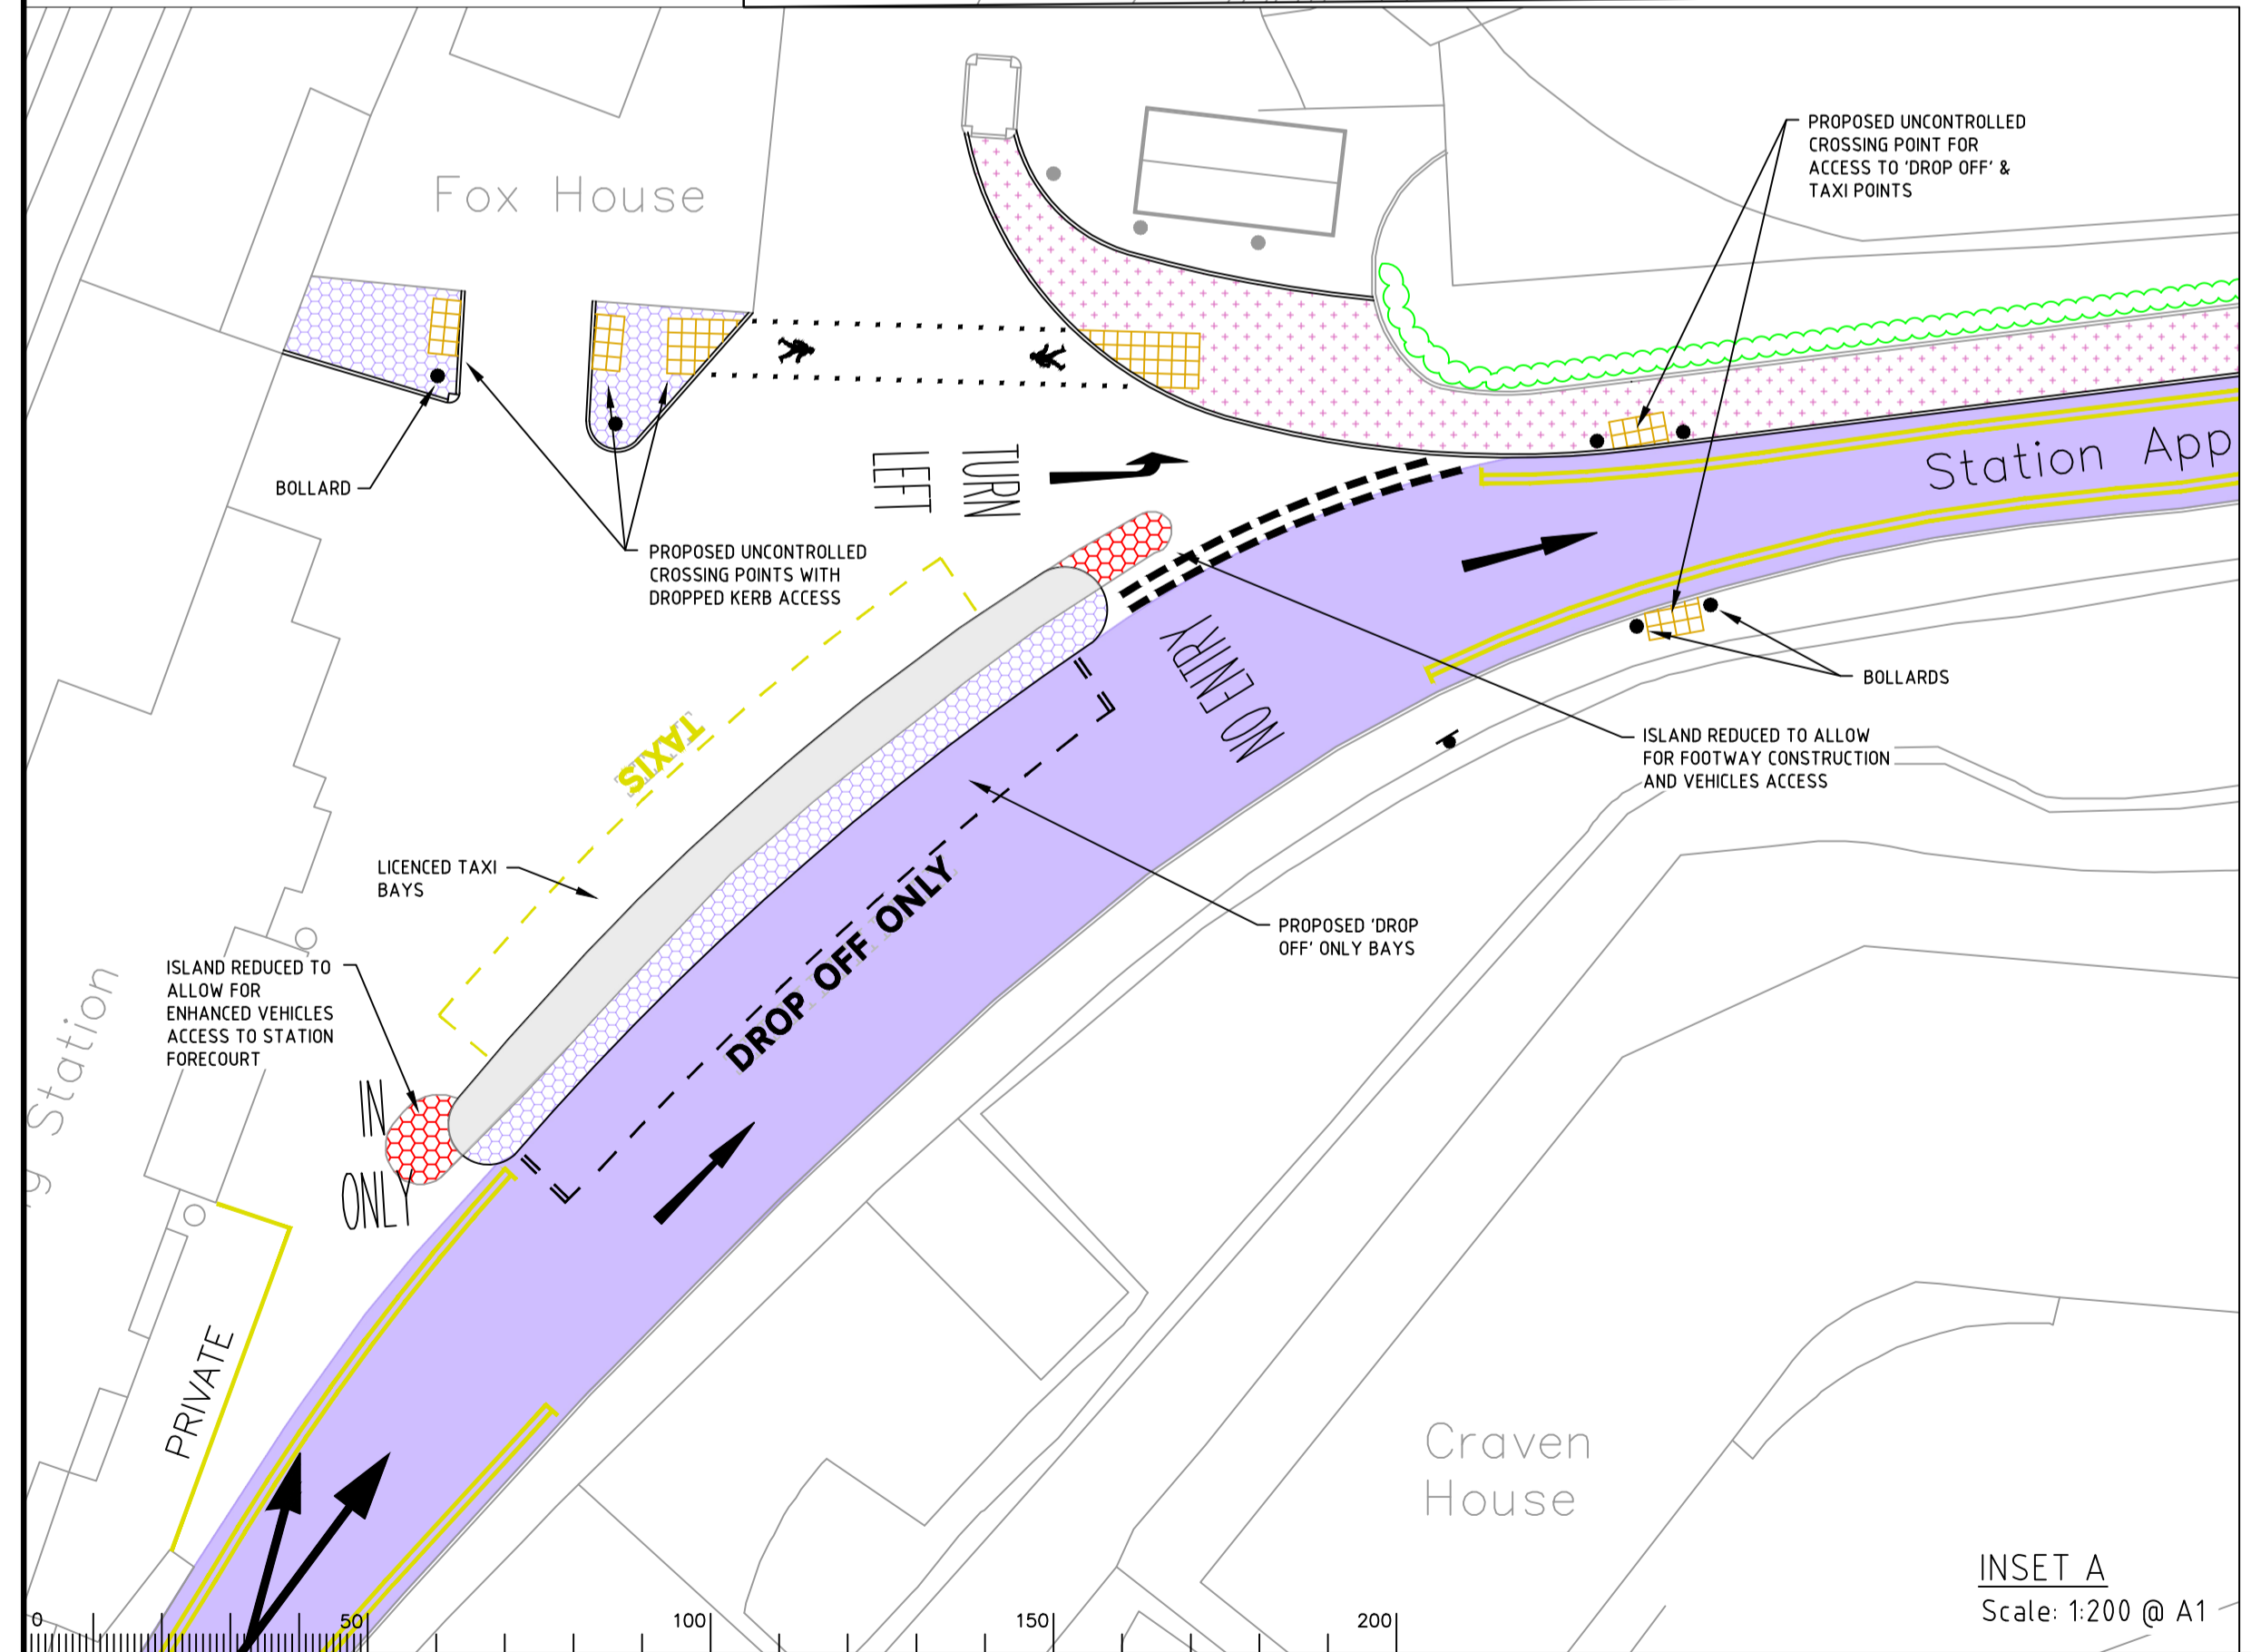 Fox House
PROPOSED UNCONTROLLED
CROSSING POINT FOR
ACCESS TO 'DROP OFF' &
TAXI POINTS
BOLLARD
TURN
LEFT
Station App
PROPOSED UNCONTROLLED
CROSSING POINTS WITH
DROPPED KERB ACCESS
NO ENTRY
BOLLARDS
ISLAND REDUCED TO ALLOW
FOR FOOTWAY CONSTRUCTION
AND VEHICLES ACCESS
TAXIS
LICENCED TAXI
BAYS
DROP OFF ONLY
PROPOSED 'DROP
OFF' ONLY BAYS
ISLAND REDUCED TO
ALLOW FOR
ENHANCED VEHICLES
ACCESS TO STATION
FORECOURT
g Station
IN
ONLY
PRIVATE
Craven
House
INSET A
Scale: 1:200 @ A1
0 50 100 150 200